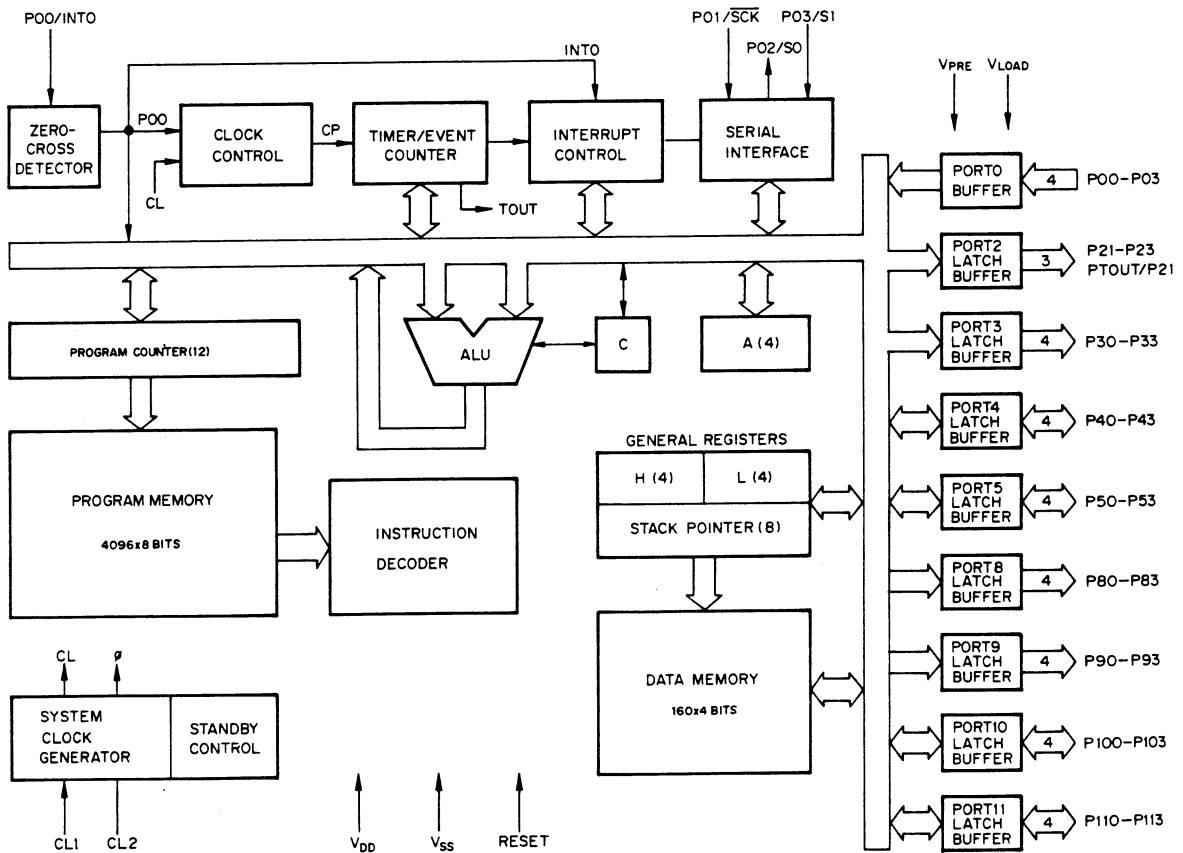 P00/INT0
P01/SCK
P03/S1
P02/SO
INTO
VPRE
VLOAD
ZERO-
CROSS
DETECTOR
POO
CL
CLOCK
CONTROL
CP
TIMER/EVENT
COUNTER
TOUT
INTERRUPT
CONTROL
SERIAL
INTERFACE
PORT0
BUFFER
4
P00-P03
PORT2
LATCH
BUFFER
3
P21-P23
PTOUT/P21
PROGRAM COUNTER(12)
ALU
C
A (4)
PORT3
LATCH
BUFFER
4
P30-P33
PORT4
LATCH
BUFFER
4
P40-P43
PROGRAM MEMORY
4096x8 BITS
INSTRUCTION
DECODER
GENERAL REGISTERS
H (4)
L (4)
STACK POINTER (8)
PORT5
LATCH
BUFFER
4
P50-P53
PORT8
LATCH
BUFFER
4
P80-P83
DATA MEMORY
160x4 BITS
PORT9
LATCH
BUFFER
4
P90-P93
CL
ø
SYSTEM
CLOCK
GENERATOR
STANDBY
CONTROL
PORT10
LATCH
BUFFER
4
P100-P103
CL1
CL2
VDD
VSS
RESET
PORT11
LATCH
BUFFER
4
P110-P113